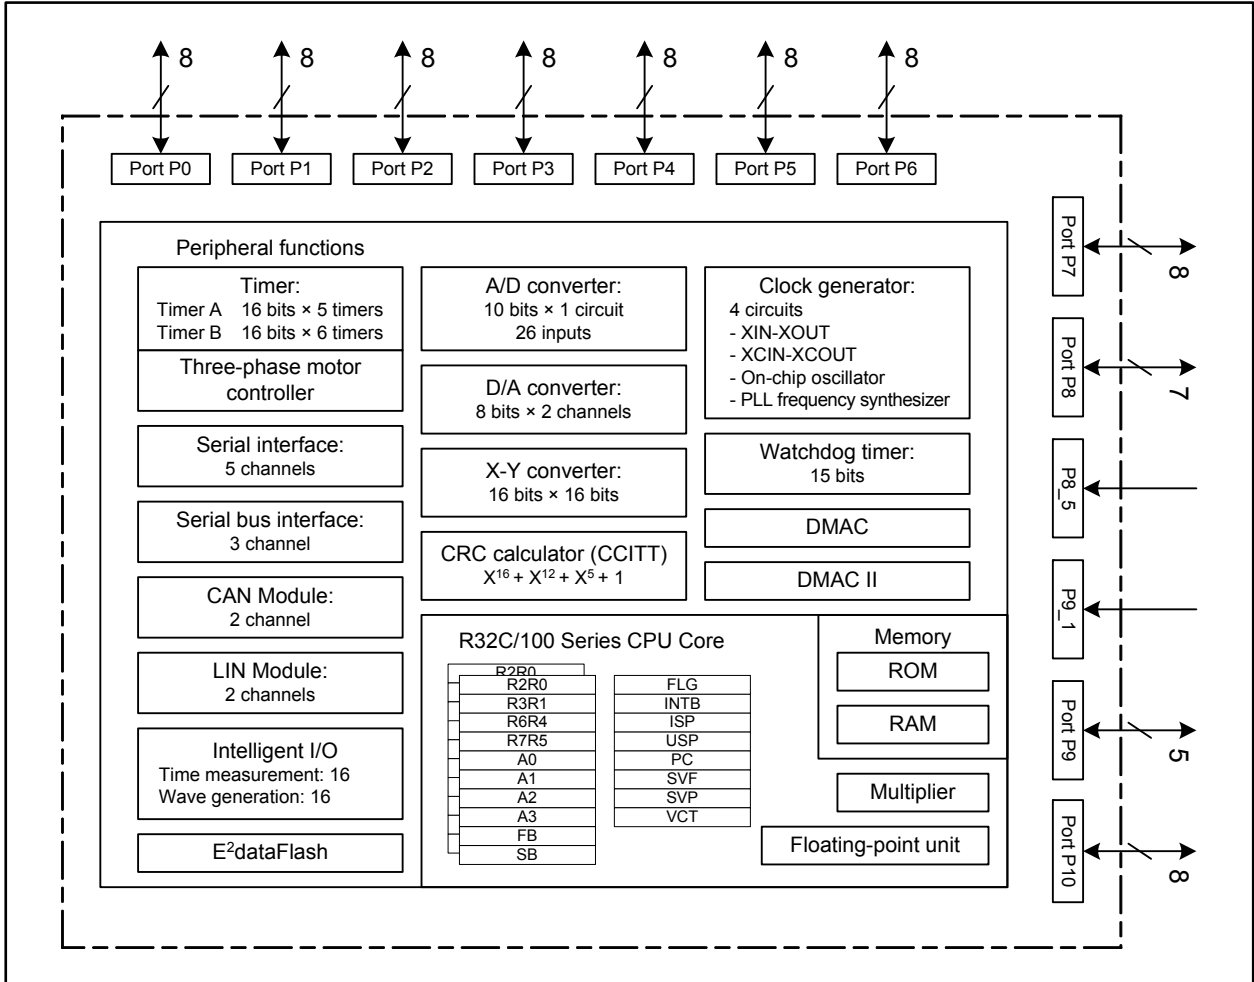 8 8 8 8 8 8 8
Port P0 Port P1 Port P2 Port P3 Port P4 Port P5 Port P6
Peripheral functions
Timer:
Timer A 16 bits × 5 timers
Timer B 16 bits × 6 timers
Three-phase motor
controller
Serial interface:
5 channels
Serial bus interface:
3 channel
CAN Module:
2 channel
LIN Module:
2 channels
Intelligent I/O
Time measurement: 16
Wave generation: 16
E²dataFlash
A/D converter:
10 bits × 1 circuit
26 inputs
D/A converter:
8 bits × 2 channels
X-Y converter:
16 bits × 16 bits
CRC calculator (CCITT)
X¹⁶ + X¹² + X⁵ + 1
Clock generator:
4 circuits
- XIN-XOUT
- XCIN-XCOUT
- On-chip oscillator
- PLL frequency synthesizer
Watchdog timer:
15 bits
DMAC
DMAC II
R32C/100 Series CPU Core
R2R0
R2R0
R3R1
R6R4
R7R5
A0
A1
A2
A3
FB
SB
FLG
INTB
ISP
USP
PC
SVF
SVP
VCT
Memory
ROM
RAM
Multiplier
Floating-point unit
Port P7
8
Port P8
7
P8_5
P9_1
Port P9
5
Port P10
8